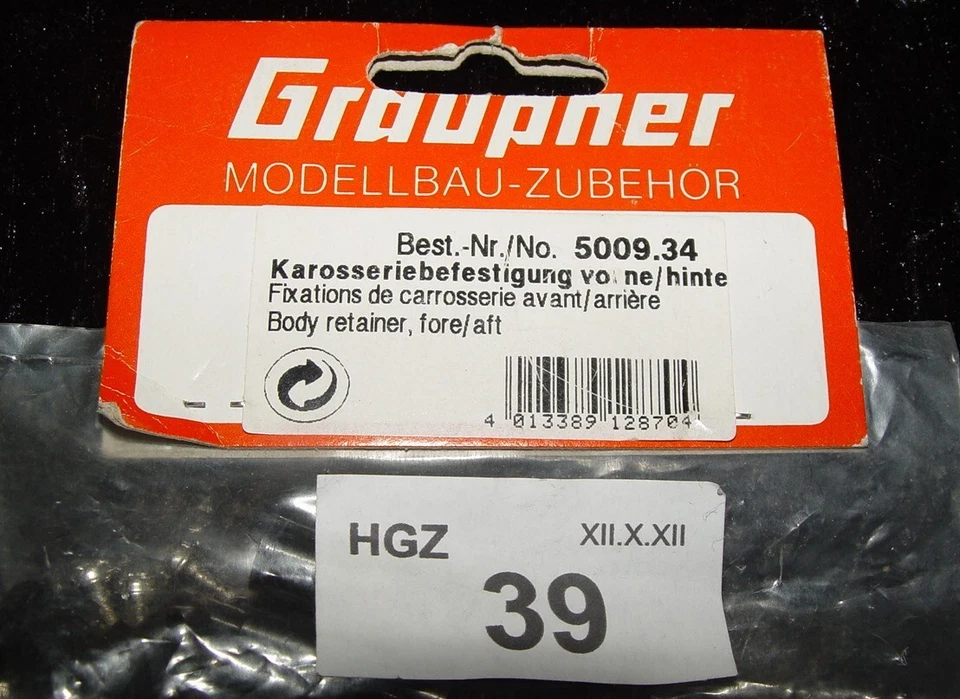 Graupner
MODELLBAU-ZUBEHÖR
Best.-Nr./No. 5009.34
Karosseriebefestigung vo ne/hinte
Fixations de carrosserie avant/arrière
Body retainer, fore/aft
4 013389 128704
HGZ XII.X.XII
39